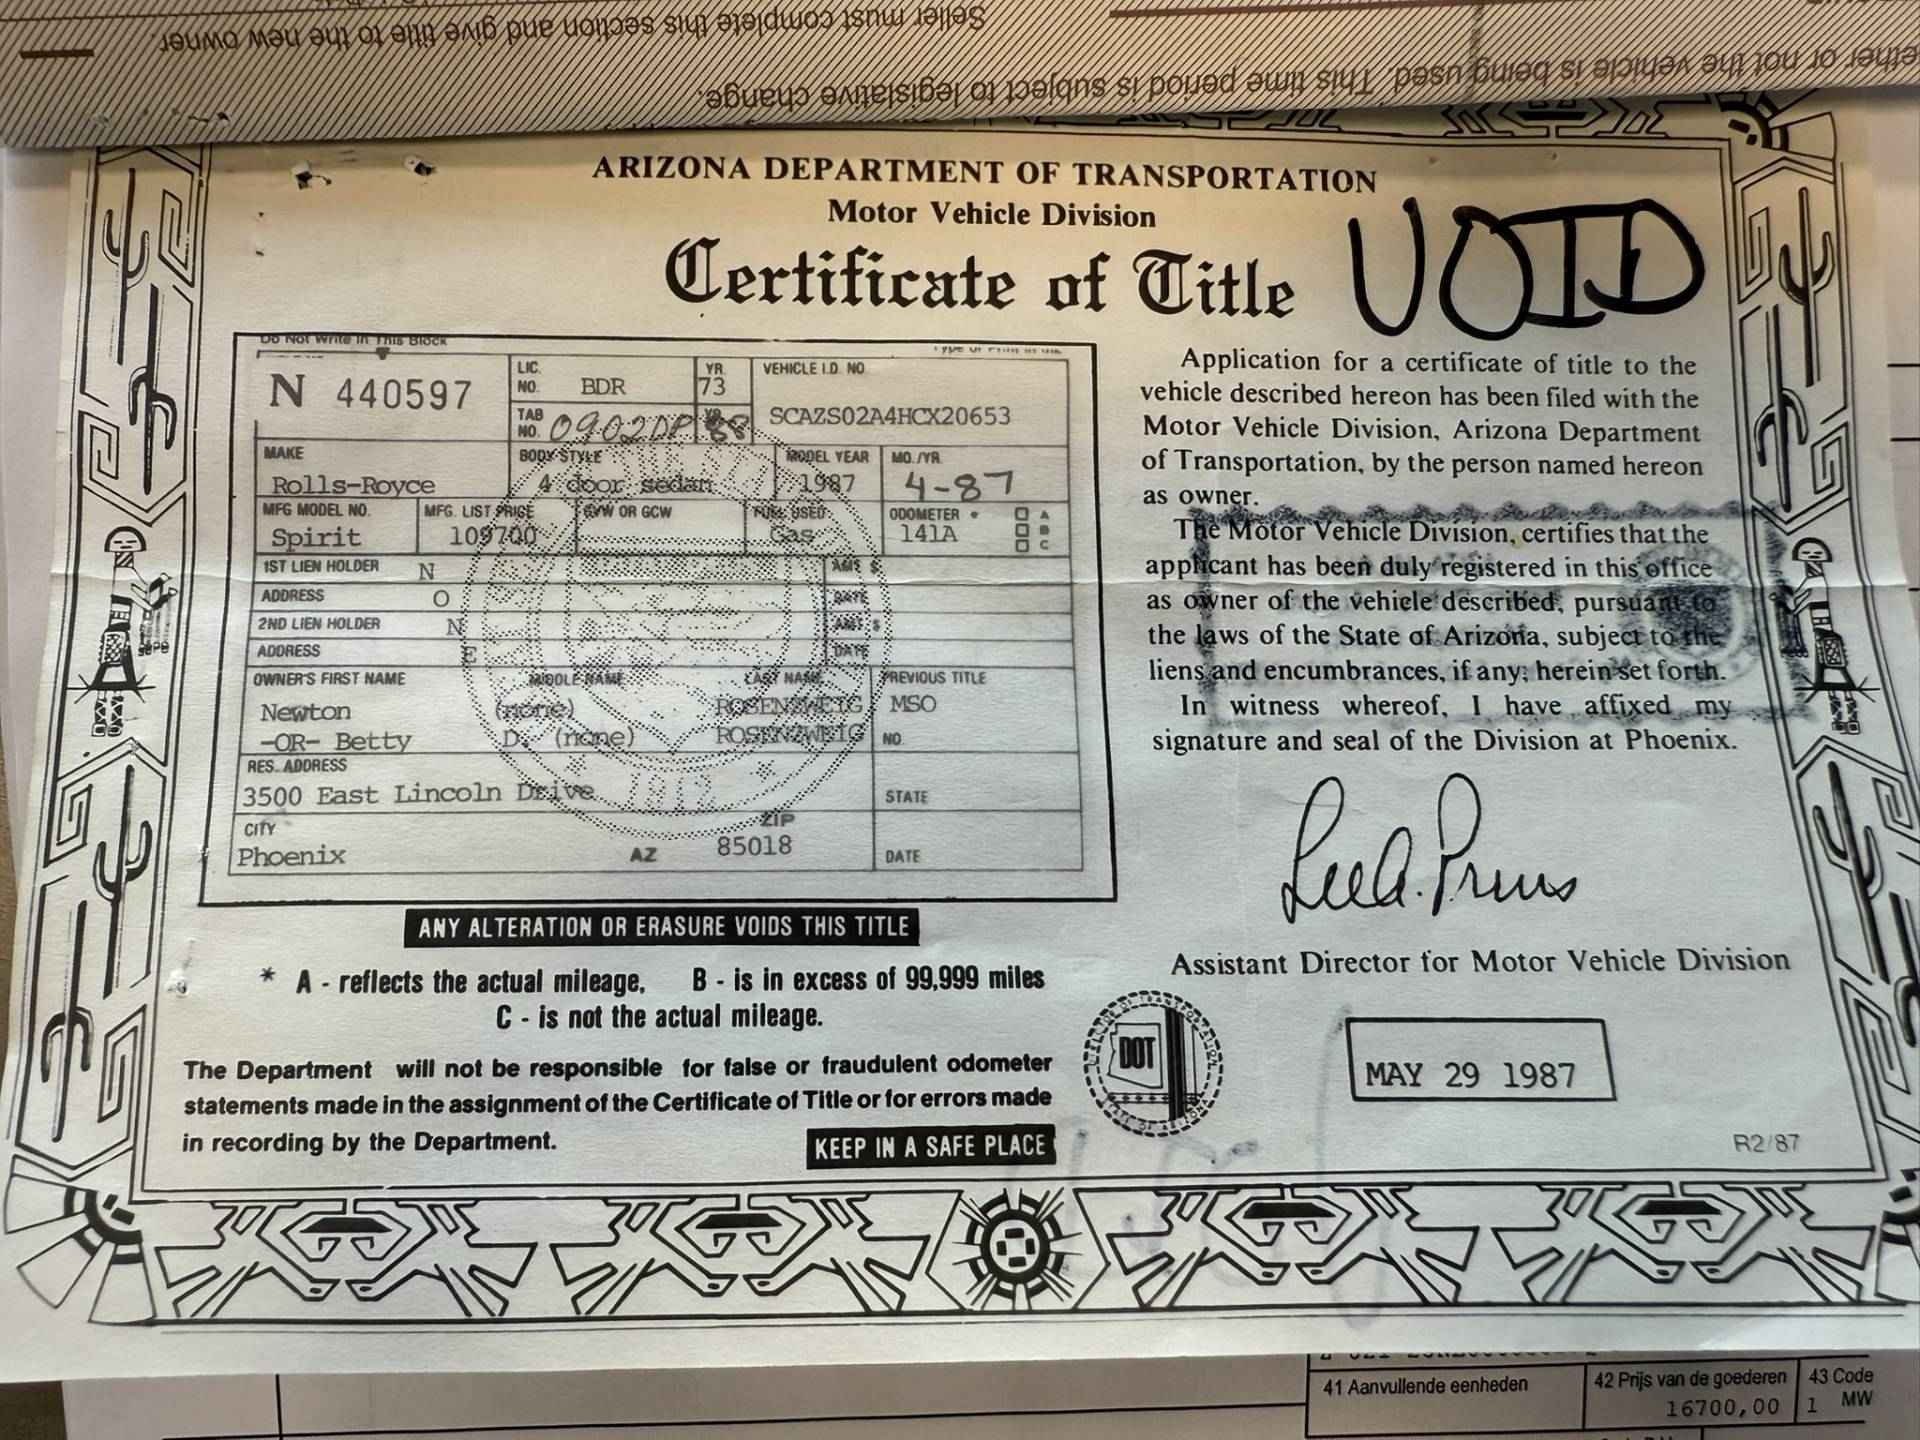 Seller must complete this section and give title to the new owner.
ether or not the vehicle is being used. This time period is subject to legislative change.
ARIZONA DEPARTMENT OF TRANSPORTATION
Motor Vehicle Division
Certificate of Title
VOID
Do Not Write in This Block
N 440597
LIC. NO. BDR
YR. 73
VEHICLE I.D. NO.
SCAZS02A4HCX20653
TAB NO. 0902DP
YR. 88
MAKE
Rolls-Royce
BODY STYLE
4 door sedan
MODEL YEAR
1987
MO./YR.
4-87
MFG MODEL NO.
Spirit
MFG. LIST PRICE
109700
GVW OR GCW
FUEL USED
Gas
ODOMETER *
141A
A
B
C
1ST LIEN HOLDER N
AMT $
ADDRESS O
DATE
2ND LIEN HOLDER N
AMT $
ADDRESS E
DATE
OWNER'S FIRST NAME MIDDLE NAME LAST NAME
Newton (none) ROSENZWEIG
-OR- Betty D. (none) ROSENZWEIG
PREVIOUS TITLE
MSO
NO.
RES. ADDRESS
3500 East Lincoln Drive
STATE
CITY ZIP
Phoenix AZ 85018
DATE
1912
Application for a certificate of title to the
vehicle described hereon has been filed with the
Motor Vehicle Division, Arizona Department
of Transportation, by the person named hereon
as owner.
The Motor Vehicle Division, certifies that the
applicant has been duly registered in this office
as owner of the vehicle described, pursuant to
the laws of the State of Arizona, subject to the
liens and encumbrances, if any; herein set forth.
In witness whereof, I have affixed my
signature and seal of the Division at Phoenix.
Assistant Director for Motor Vehicle Division
ANY ALTERATION OR ERASURE VOIDS THIS TITLE
* A - reflects the actual mileage, B - is in excess of 99,999 miles
C - is not the actual mileage.
The Department will not be responsible for false or fraudulent odometer
statements made in the assignment of the Certificate of Title or for errors made
in recording by the Department.
KEEP IN A SAFE PLACE
DOT
MAY 29 1987
R2/87
41 Aanvullende eenheden
42 Prijs van de goederen
16700,00
43 Code
1 MW